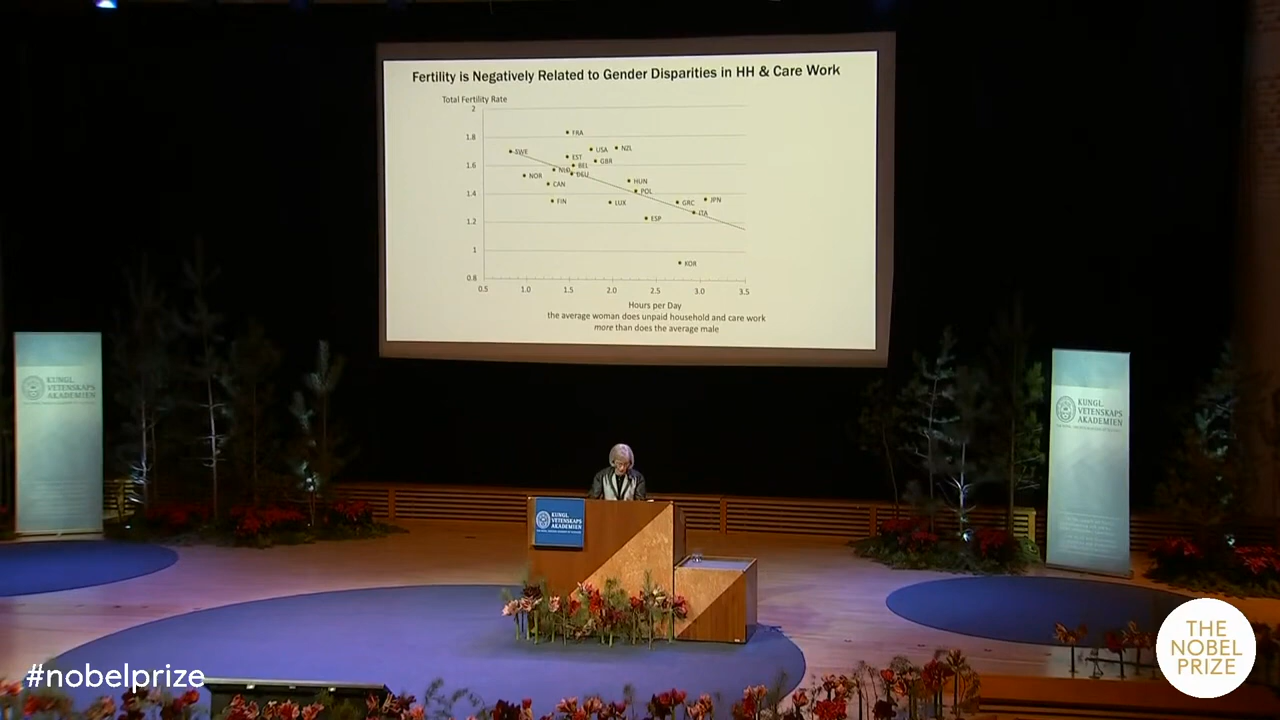 Fertility is Negatively Related to Gender Disparities in HH & Care Work
Total Fertility Rate
2
1.8
1.6
1.4
1.2
1
0.8
FRA
SWE
USA
NZL
EST
GBR
BEL
NLD
DEU
NOR
CAN
HUN
POL
FIN
LUX
GRC
JPN
ITA
ESP
KOR
0.5 1.0 1.5 2.0 2.5 3.0 3.5
Hours per Day
the average woman does unpaid household and care work
more than does the average male
KUNGL.
VETENSKAPS
AKADEMIEN
KUNGL.
VETENSKAPS
AKADEMIEN
KUNGL.
VETENSKAPS
AKADEMIEN
#nobelprize
THE
NOBEL
PRIZE